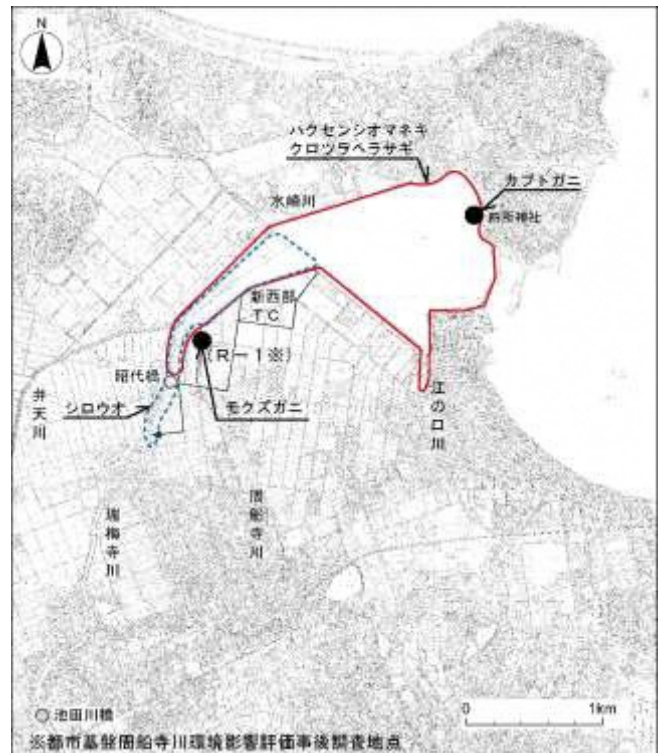 N
ハクセンシオマネキ
クロツラヘラサギ
カブトガニ
水崎川
新西部
TC
(R-1※)
昭代橋
シロウオ
モクズガニ
弁天川
江の口川
瑞梅寺川
周船寺川
0
1km
○池田川橋
※都市基盤周船寺川環境影響評価事後調査地点